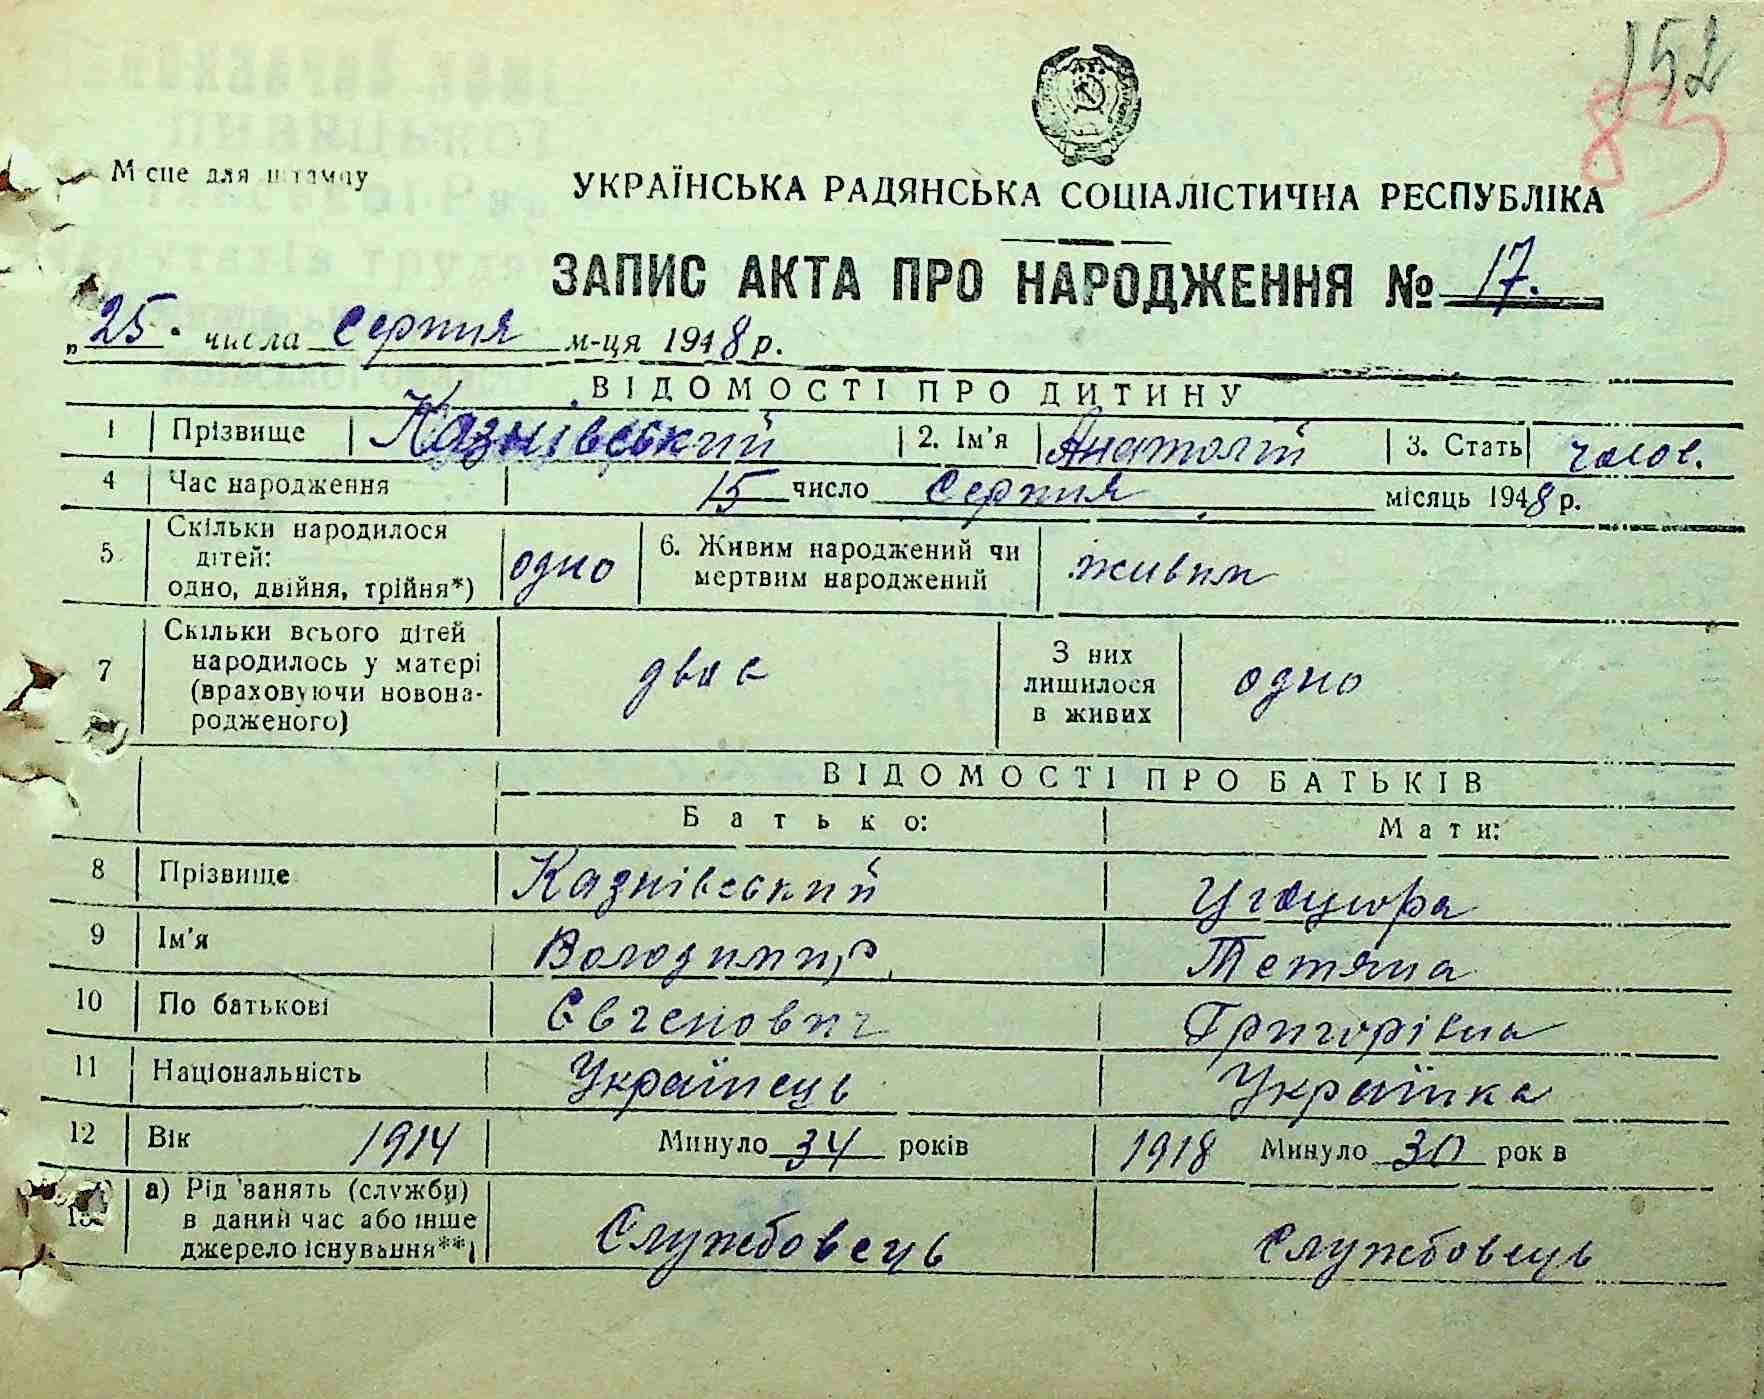 152
83
Місце для штампу
УКРАЇНСЬКА РАДЯНСЬКА СОЦІАЛІСТИЧНА РЕСПУБЛІКА
ЗАПИС АКТА ПРО НАРОДЖЕННЯ № 17.
„25" числа Серпня м-ця 1948 р.
ВІДОМОСТІ ПРО ДИТИНУ
1 Прізвище Казнівський 2. Ім'я Анатолій 3. Стать чолов.
4 Час народження 15 число Серпня місяць 1948 р.
5 Скільки народилося дітей: одно, двійня, трійня*) одно 6. Живим народжений чи мертвим народжений живим
7 Скільки всього дітей народилось у матері (враховуючи новонародженого) двоє З них лишилося в живих одно
ВІДОМОСТІ ПРО БАТЬКІВ
Батько: Мати:
8 Прізвище Казнівський
9 Ім'я Володимир Тетяна
10 По батькові Євгенович Григорівна
11 Національність Українець Українка
12 Вік 1914 Минуло 34 років 1918 Минуло 30 рок в
13 а) Рід занять (служби) в даний час або інше джерело існування**) Службовець Службовець